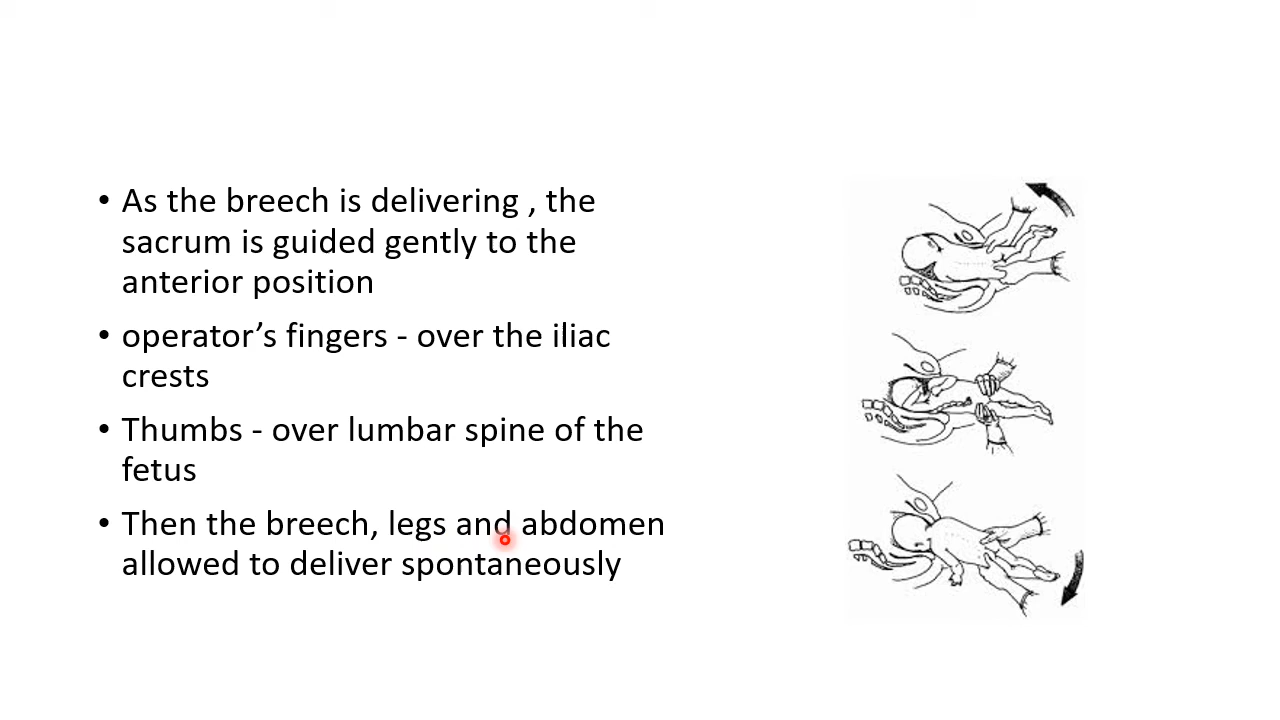 • As the breech is delivering , the
sacrum is guided gently to the
anterior position
• operator’s fingers - over the iliac
crests
• Thumbs - over lumbar spine of the
fetus
• Then the breech, legs and abdomen
allowed to deliver spontaneously